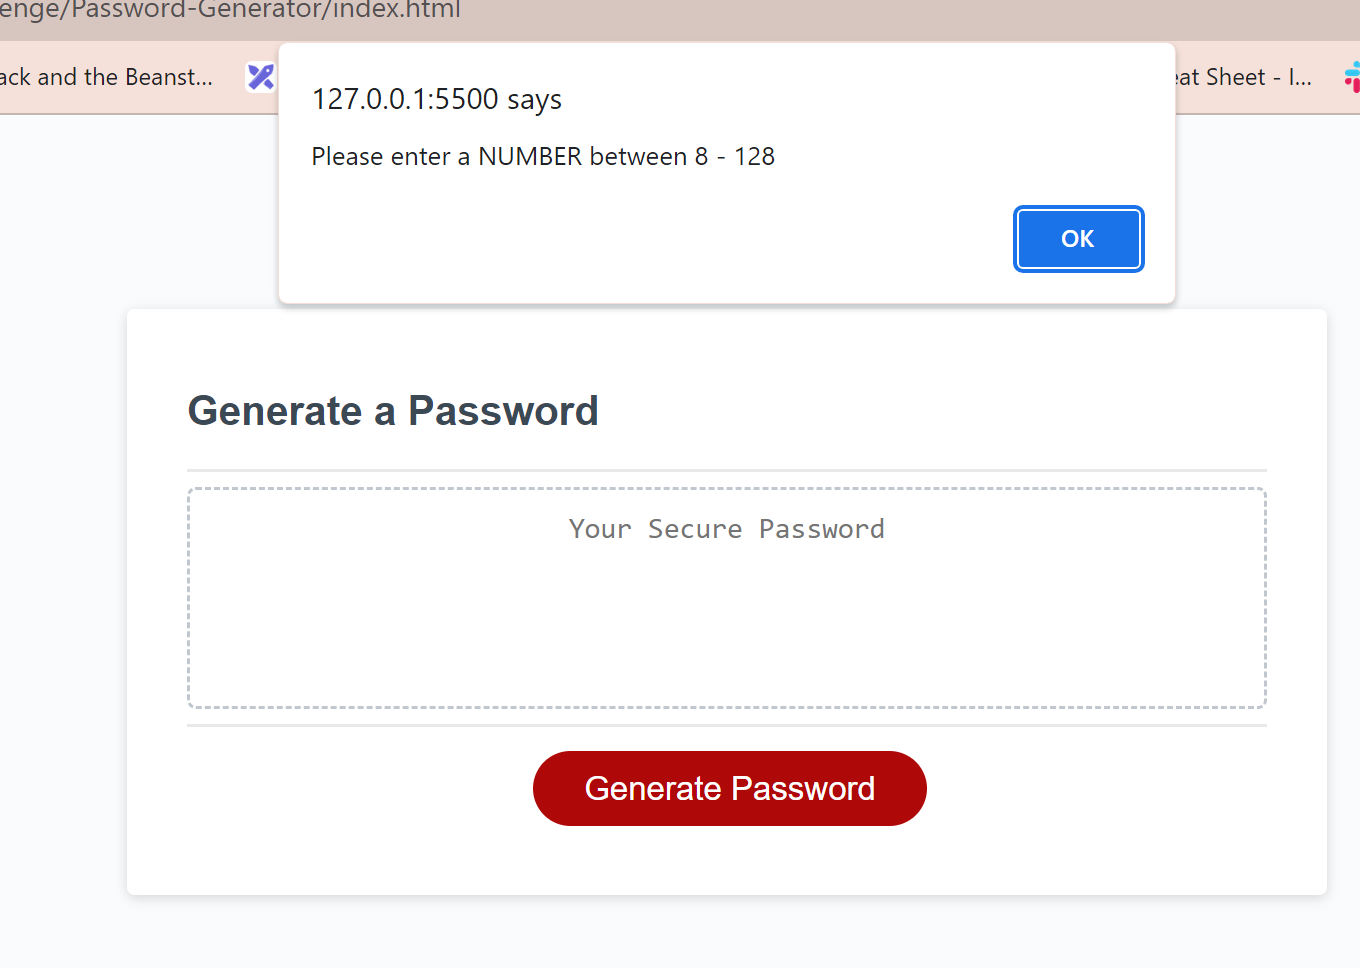 enge/Password-Generator/index.html
ack and the Beanst...
eat Sheet - I...
127.0.0.1:5500 says
Please enter a NUMBER between 8 - 128
OK
Generate a Password
Your Secure Password
Generate Password